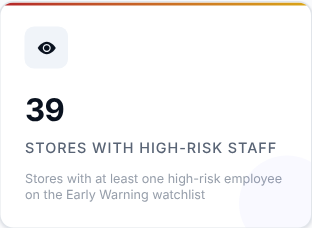 39
STORES WITH HIGH-RISK STAFF
Stores with at least one high-risk employee
on the Early Warning watchlist